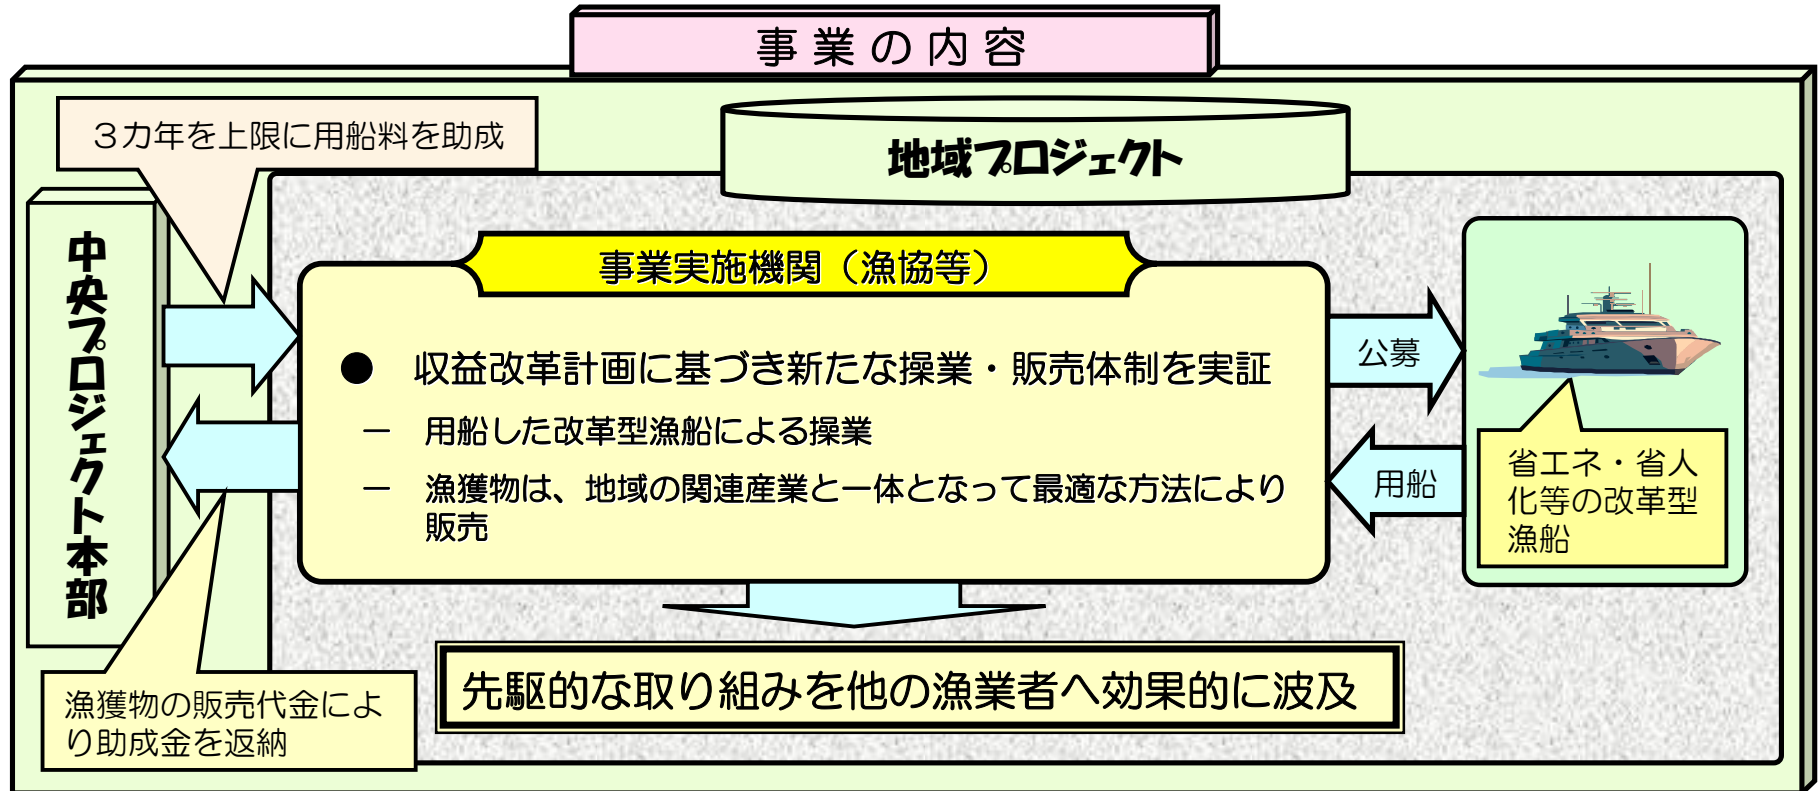 事業の内容
３カ年を上限に用船料を助成
地域プロジェクト
中央プロジェクト本部
事業実施機関（漁協等）
● 収益改革計画に基づき新たな操業・販売体制を実証
－ 用船した改革型漁船による操業
－ 漁獲物は、地域の関連産業と一体となって最適な方法により
販売
公募
用船
省エネ・省人
化等の改革型
漁船
先駆的な取り組みを他の漁業者へ効果的に波及
漁獲物の販売代金によ
り助成金を返納